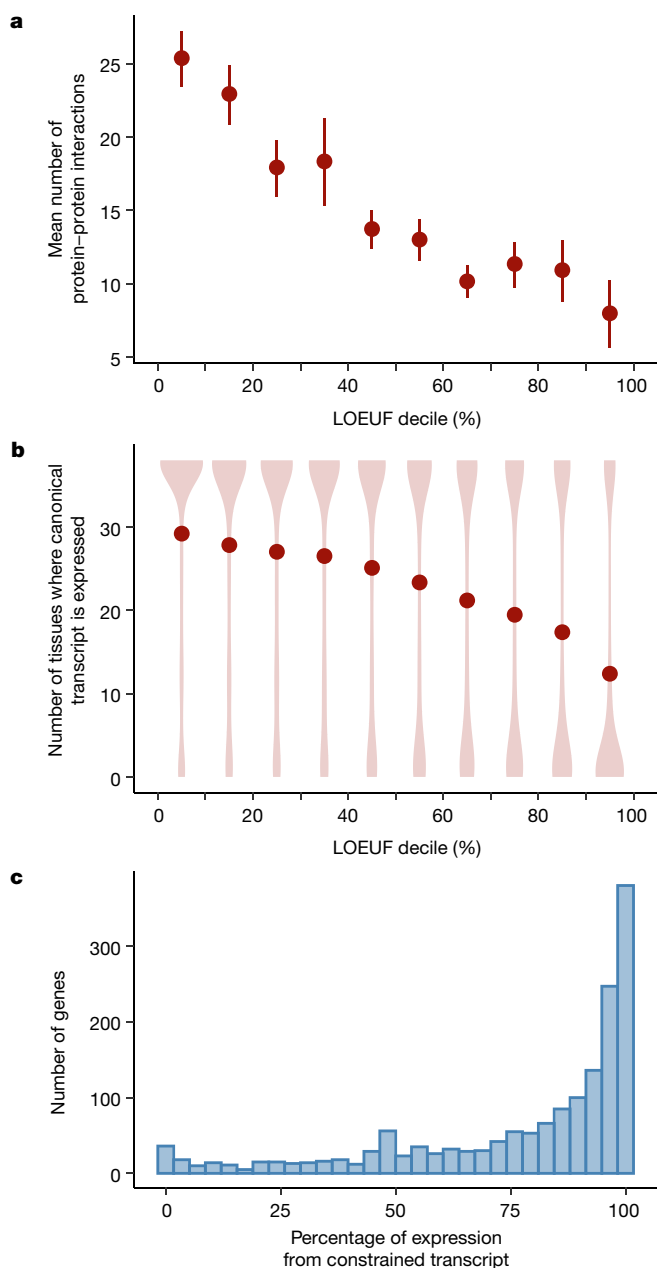 a
Mean number of
protein–protein interactions
25
20
15
10
5
0 20 40 60 80 100
LOEUF decile (%)
b
Number of tissues where canonical
transcript is expressed
30
20
10
0
0 20 40 60 80 100
LOEUF decile (%)
c
Number of genes
300
200
100
0
0 25 50 75 100
Percentage of expression
from constrained transcript